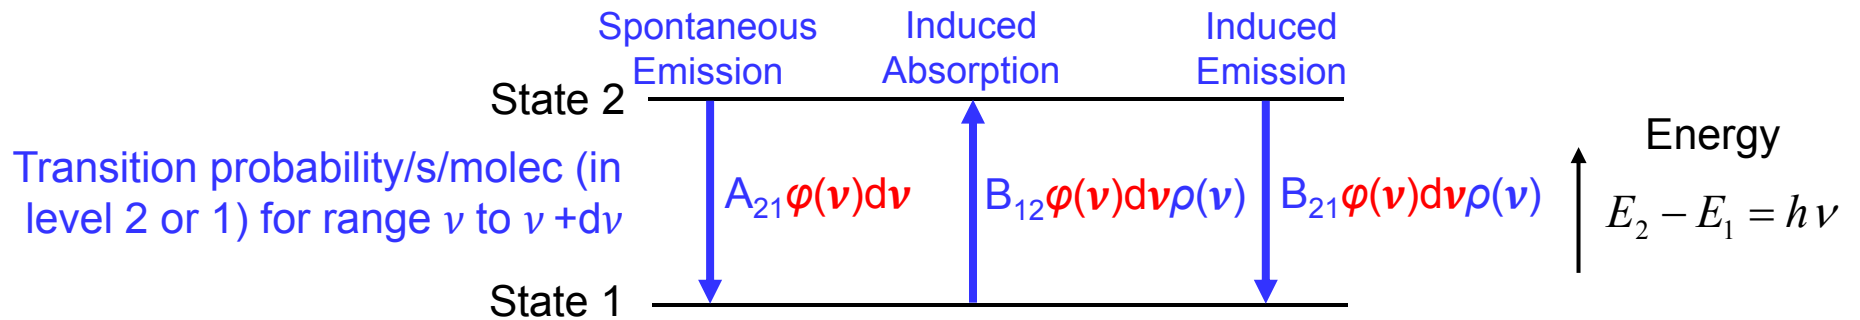 Spontaneous
Emission
Induced
Absorption
Induced
Emission
State 2
Transition probability/s/molec (in
level 2 or 1) for range ν to ν +dν
A₂₁φ(ν)dν
B₁₂φ(ν)dνρ(ν)
B₂₁φ(ν)dνρ(ν)
Energy
E₂ − E₁ = hν
State 1